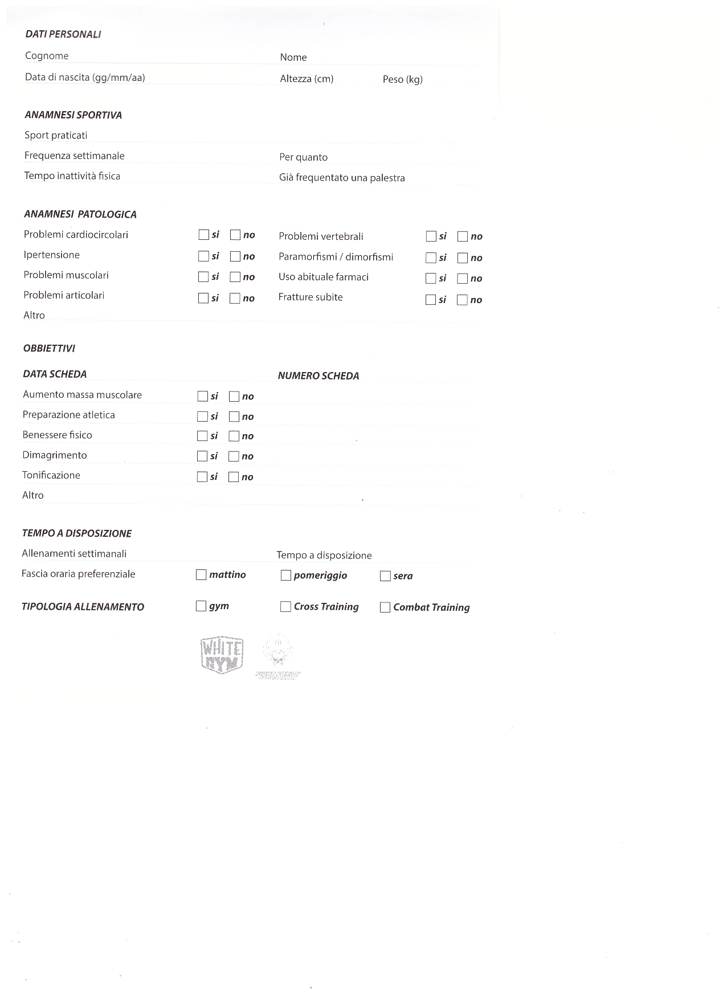 DATI PERSONALI
Cognome Nome
Data di nascita (gg/mm/aa) Altezza (cm) Peso (kg)
ANAMNESI SPORTIVA
Sport praticati
Frequenza settimanale Per quanto
Tempo inattività fisica Già frequentato una palestra
ANAMNESI PATOLOGICA
Problemi cardiocircolari si no Problemi vertebrali si no
Ipertensione si no Paramorfismi / dimorfismi si no
Problemi muscolari si no Uso abituale farmaci si no
Problemi articolari si no Fratture subite si no
Altro
OBBIETTIVI
DATA SCHEDA NUMERO SCHEDA
Aumento massa muscolare si no
Preparazione atletica si no
Benessere fisico si no
Dimagrimento si no
Tonificazione si no
Altro
TEMPO A DISPOSIZIONE
Allenamenti settimanali Tempo a disposizione
Fascia oraria preferenziale mattino pomeriggio sera
TIPOLOGIA ALLENAMENTO gym Cross Training Combat Training
WHITE
GYM